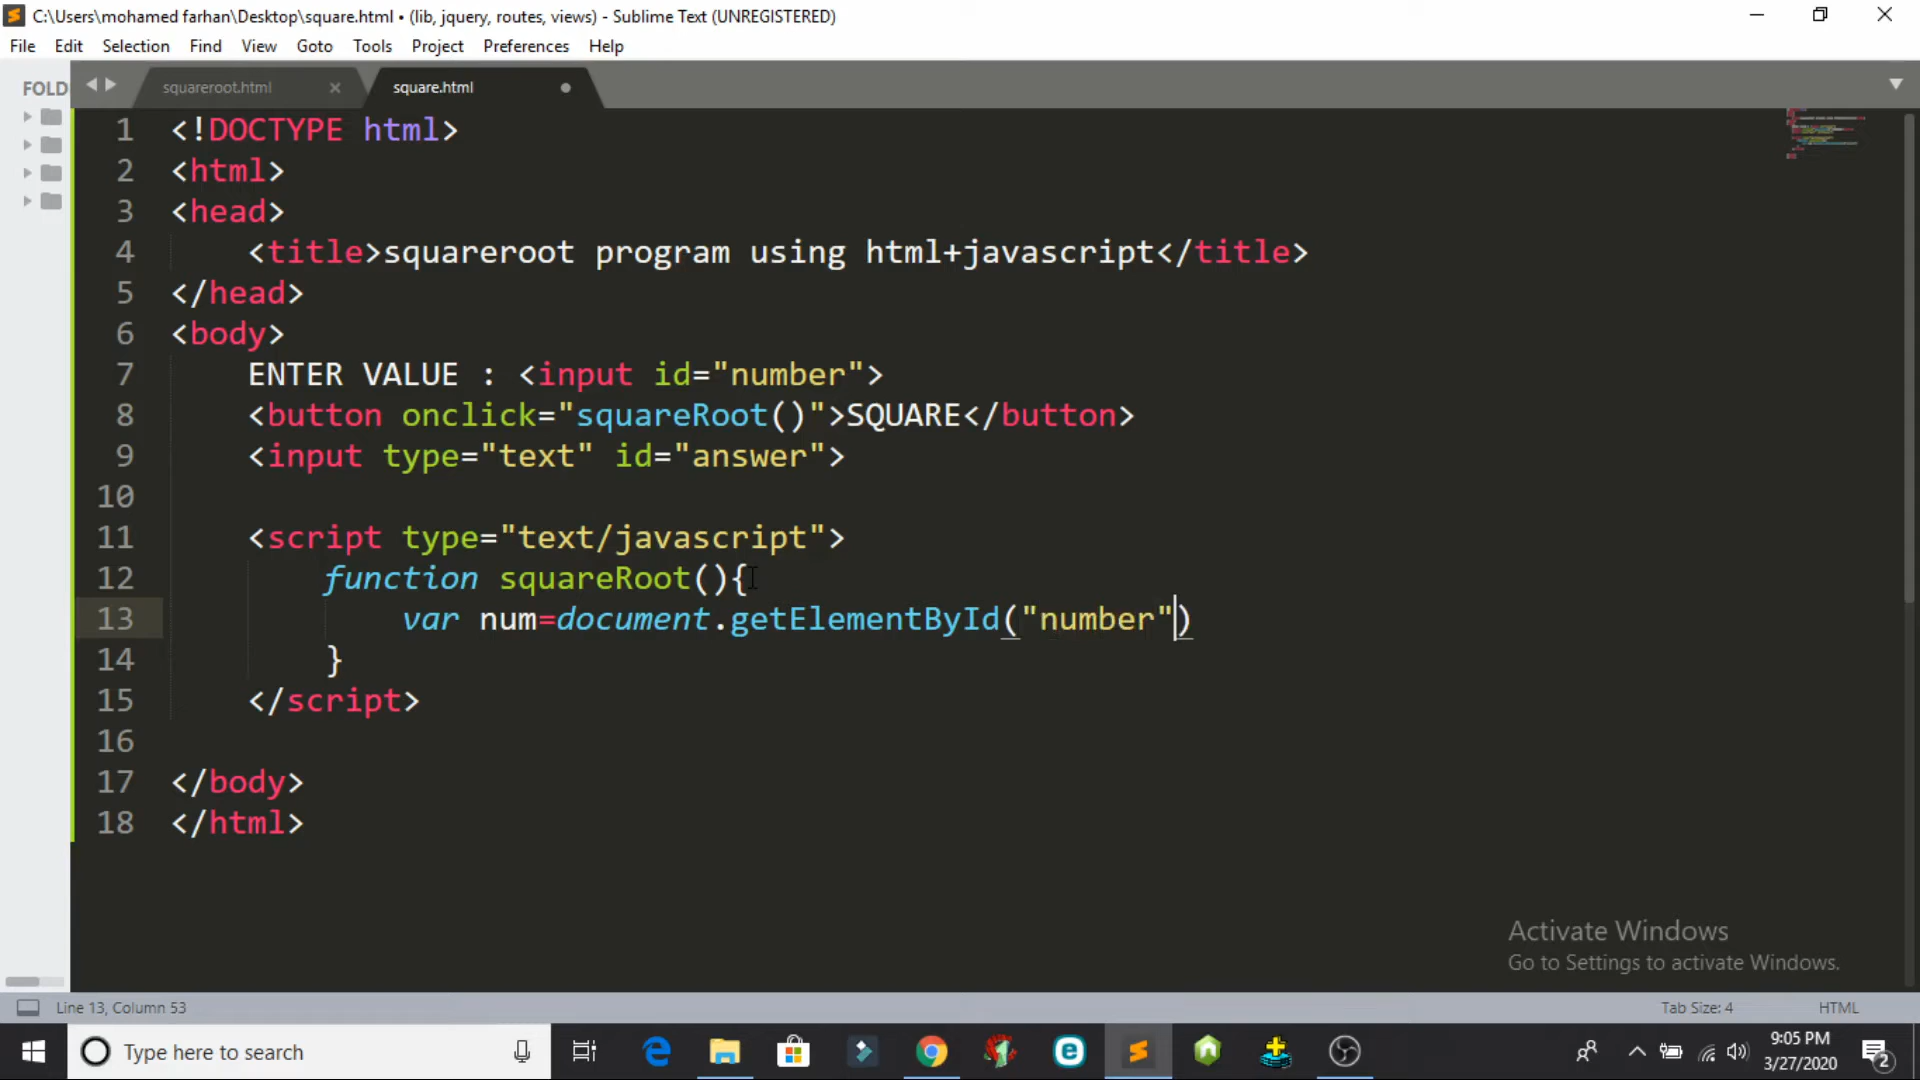 C:\Users\mohamed farhan\Desktop\square.html • (lib, jquery, routes, views) - Sublime Text (UNREGISTERED)
File Edit Selection Find View Goto Tools Project Preferences Help
FOLD squareroot.html × square.html
1 <!DOCTYPE html>
2 <html>
3 <head>
4 <title>squareroot program using html+javascript</title>
5 </head>
6 <body>
7 ENTER VALUE : <input id="number">
8 <button onclick="squareRoot()">SQUARE</button>
9 <input type="text" id="answer">
10
11 <script type="text/javascript">
12 function squareRoot(){
13 var num=document.getElementById("number")
14 }
15 </script>
16
17 </body>
18 </html>
Activate Windows
Go to Settings to activate Windows.
Line 13, Column 53 Tab Size: 4 HTML
Type here to search
9:05 PM
3/27/2020
2